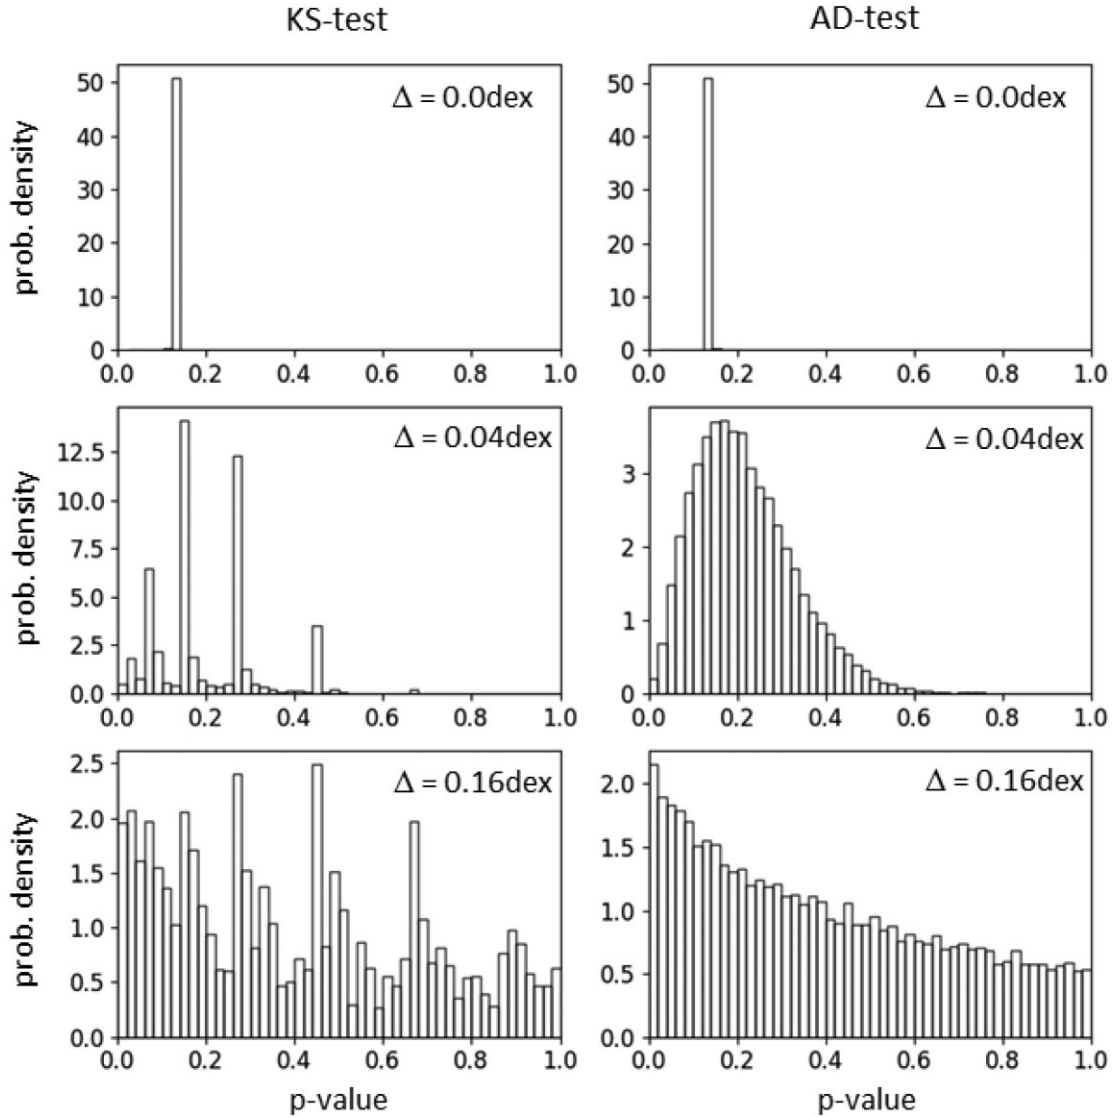 KS-test
AD-test
prob. density
50
40
30
20
10
0
Δ = 0.0dex
0.0 0.2 0.4 0.6 0.8 1.0
50
40
30
20
10
0
Δ = 0.0dex
0.0 0.2 0.4 0.6 0.8 1.0
prob. density
12.5
10.0
7.5
5.0
2.5
0.0
Δ = 0.04dex
0.0 0.2 0.4 0.6 0.8 1.0
3
2
1
0
Δ = 0.04dex
0.0 0.2 0.4 0.6 0.8 1.0
prob. density
2.5
2.0
1.5
1.0
0.5
0.0
Δ = 0.16dex
0.0 0.2 0.4 0.6 0.8 1.0
p-value
2.0
1.5
1.0
0.5
0.0
Δ = 0.16dex
0.0 0.2 0.4 0.6 0.8 1.0
p-value